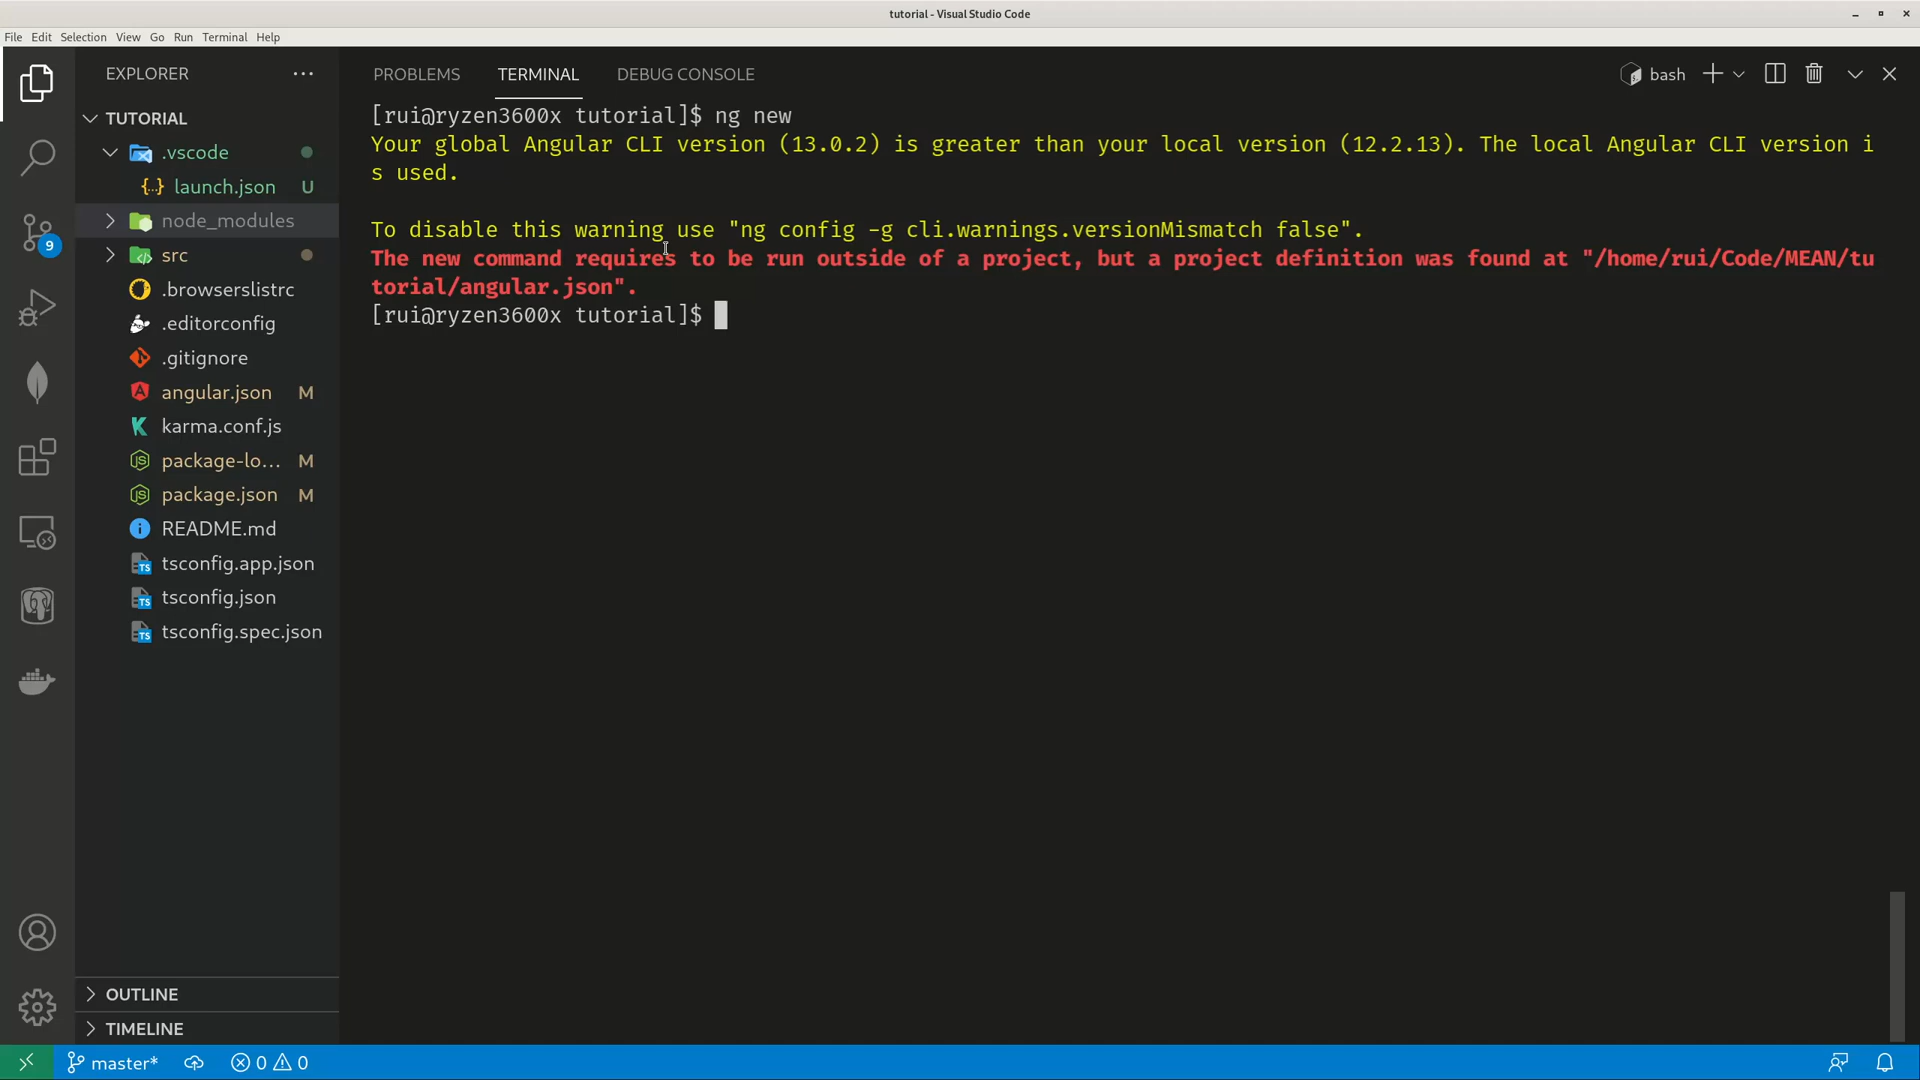 tutorial - Visual Studio Code
File Edit Selection View Go Run Terminal Help
EXPLORER
PROBLEMS TERMINAL DEBUG CONSOLE
bash
TUTORIAL
.vscode
launch.json U
node_modules
src
.browserslistrc
.editorconfig
.gitignore
angular.json M
karma.conf.js
package-lo... M
package.json M
README.md
tsconfig.app.json
tsconfig.json
tsconfig.spec.json
OUTLINE
TIMELINE
9
[rui@ryzen3600x tutorial]$ ng new
Your global Angular CLI version (13.0.2) is greater than your local version (12.2.13). The local Angular CLI version i
s used.
To disable this warning use "ng config -g cli.warnings.versionMismatch false".
The new command requires to be run outside of a project, but a project definition was found at "/home/rui/Code/MEAN/tu
torial/angular.json".
[rui@ryzen3600x tutorial]$
master* 0 0